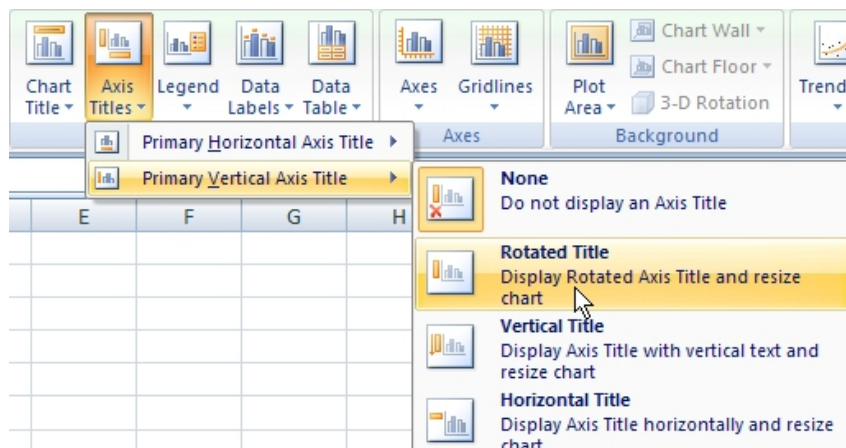 Chart Title
Axis Titles
Legend
Data Labels
Data Table
Axes
Gridlines
Plot Area
Chart Wall
Chart Floor
3-D Rotation
Trend
Axes
Background
Primary Horizontal Axis Title
Primary Vertical Axis Title
E F G H
None
Do not display an Axis Title
Rotated Title
Display Rotated Axis Title and resize
chart
Vertical Title
Display Axis Title with vertical text and
resize chart
Horizontal Title
Display Axis Title horizontally and resize
chart